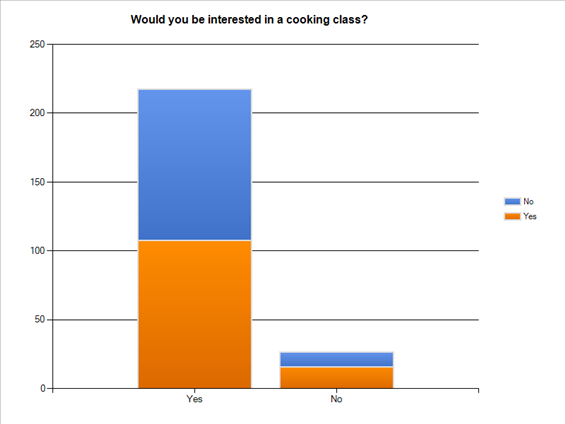 Would you be interested in a cooking class?
250
200
150
100
50
0
Yes
No
No
Yes